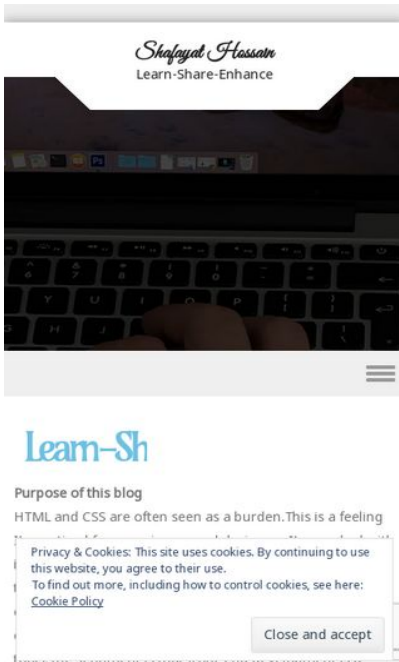 Shafayat Hossain
Learn-Share-Enhance
Learn-Sh
Purpose of this blog
HTML and CSS are often seen as a burden.This is a feeling
Privacy & Cookies: This site uses cookies. By continuing to use
this website, you agree to their use.
To find out more, including how to control cookies, see here:
Cookie Policy
Close and accept